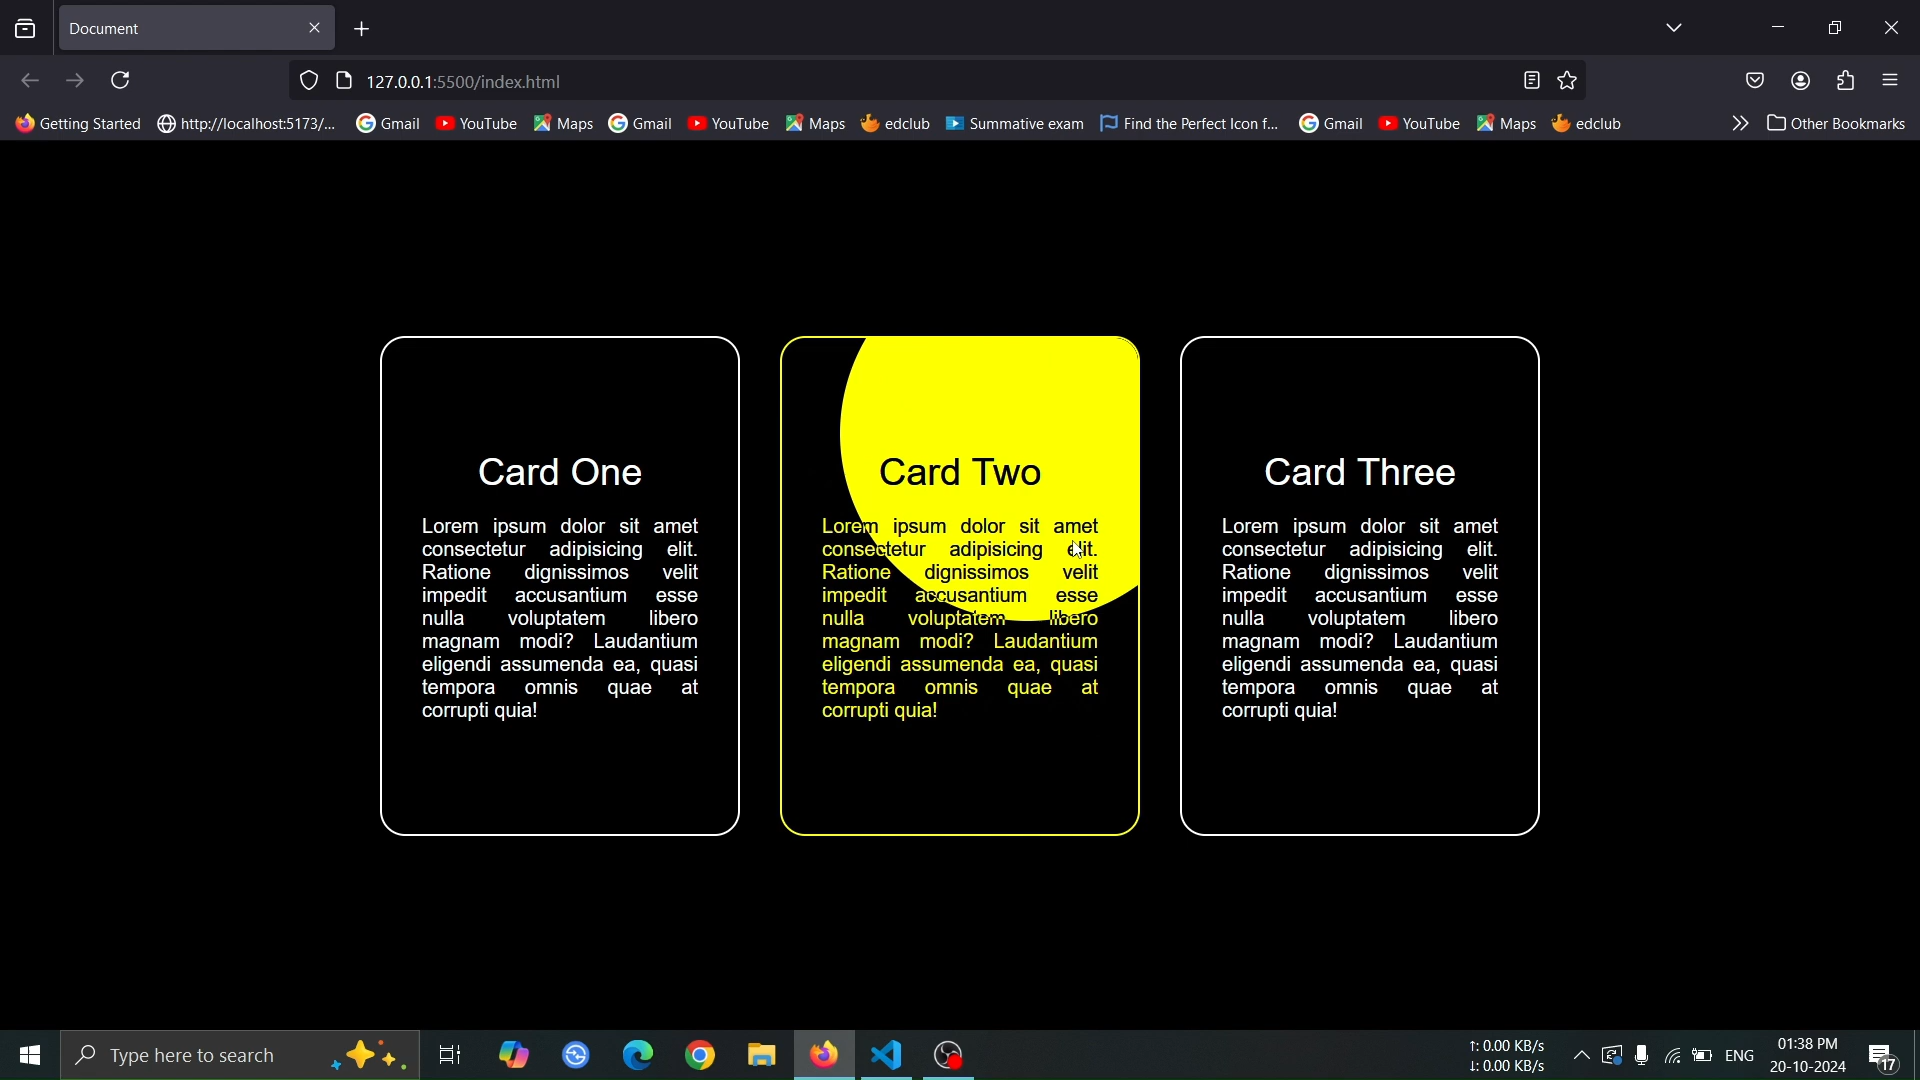 Document
127.0.0.1:5500/index.html
Getting Started http://localhost:5173/... Gmail YouTube Maps Gmail YouTube Maps edclub Summative exam Find the Perfect Icon f... Gmail YouTube Maps edclub Other Bookmarks
Card One
Lorem ipsum dolor sit amet
consectetur adipisicing elit.
Ratione dignissimos velit
impedit accusantium esse
nulla voluptatem libero
magnam modi? Laudantium
eligendi assumenda ea, quasi
tempora omnis quae at
corrupti quia!
Card Two
Lorem ipsum dolor sit amet
consectetur adipisicing elit.
Ratione dignissimos velit
impedit accusantium esse
nulla voluptatem libero
magnam modi? Laudantium
eligendi assumenda ea, quasi
tempora omnis quae at
corrupti quia!
Card Three
Lorem ipsum dolor sit amet
consectetur adipisicing elit.
Ratione dignissimos velit
impedit accusantium esse
nulla voluptatem libero
magnam modi? Laudantium
eligendi assumenda ea, quasi
tempora omnis quae at
corrupti quia!
Type here to search
↑: 0.00 KB/s
↓: 0.00 KB/s
ENG
01:38 PM
20-10-2024
17